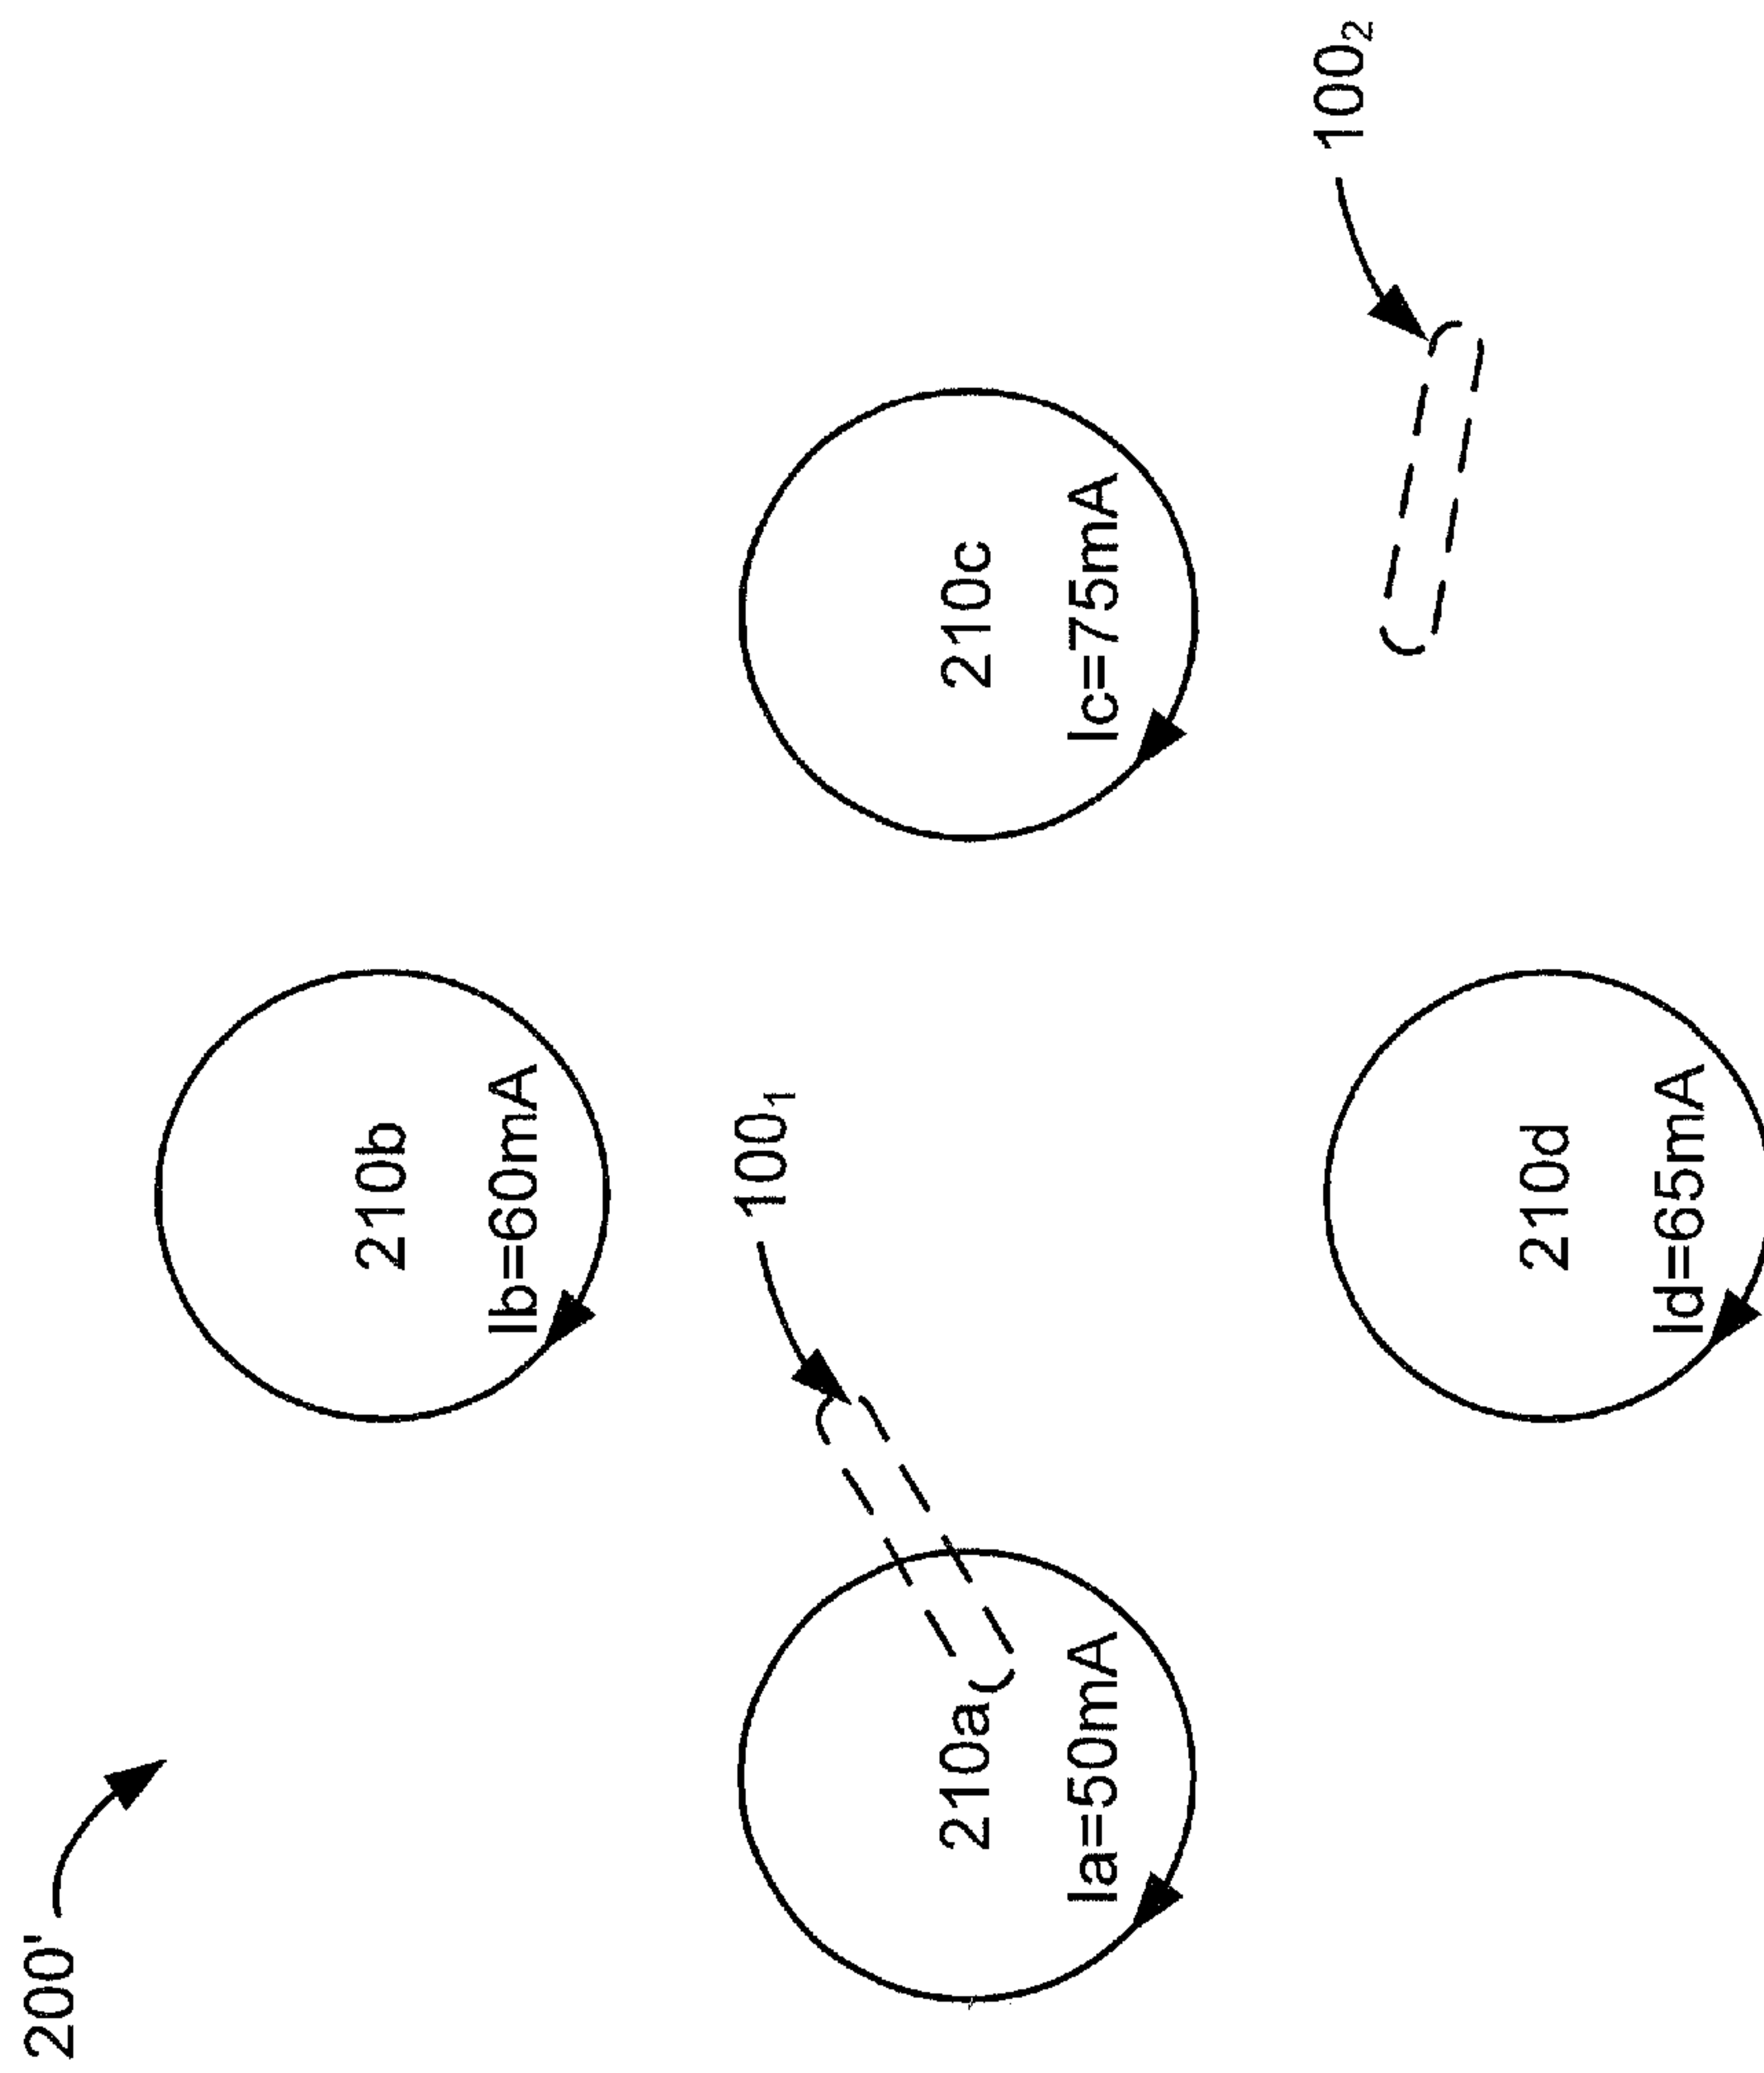 200'
210b
Ib=60mA
100₁
210a
Ia=50mA
210c
Ic=75mA
100₂
210d
Id=65mA